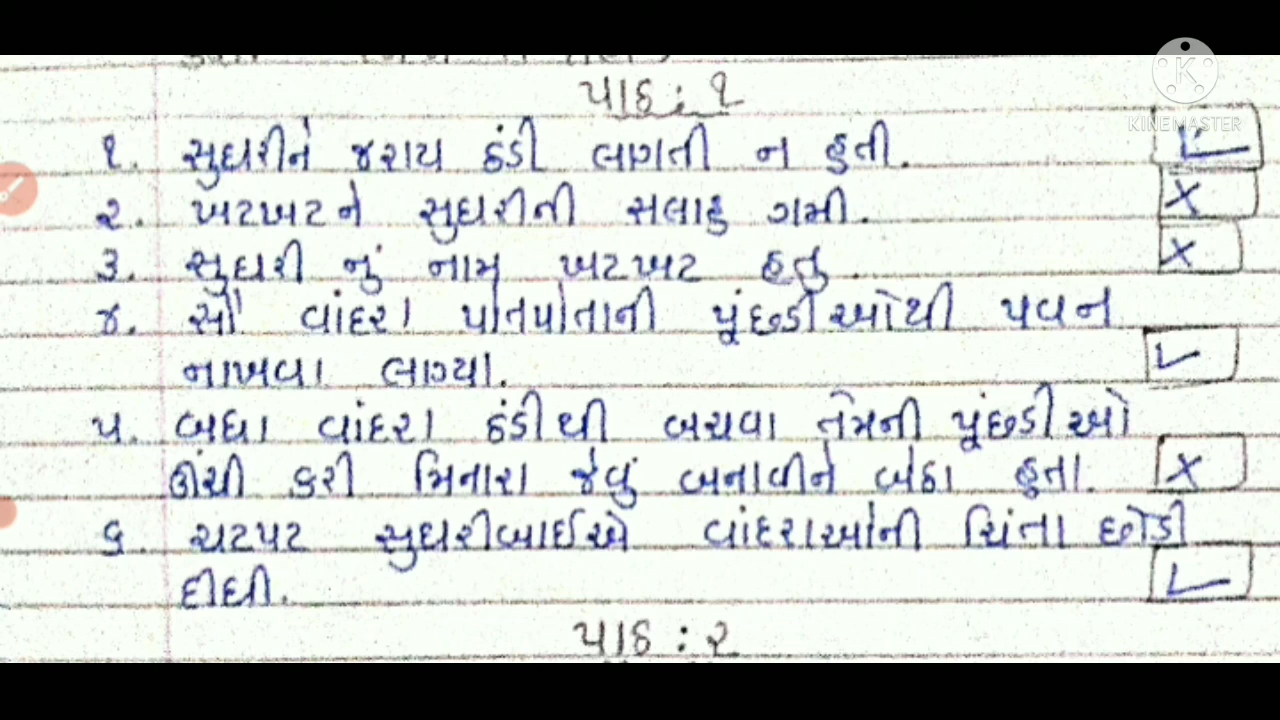 પાઠ : ૧
KINEMASTER
૧. સુઘરીને જરાય ઠંડી લાગતી ન હતી.
૨. ખટખટને સુઘરીની સલાહ ગમી.
૩. સુઘરી નું નામ ખટખટ હતું.
૪. સૌ વાંદરા પોતપોતાની પૂંછડીઓથી પવન
નાખવા લાગ્યા.
૫. બધા વાંદરા ઠંડીથી બચવા તેમની પૂંછડીઓ
ઊંચી કરી મિનારા જેવું બનાવીને બેઠા હતા.
૬. ચટપટ સુઘરીબાઈએ વાંદરાઓની ચિંતા છોડી
દીધી.
પાઠ : ૨